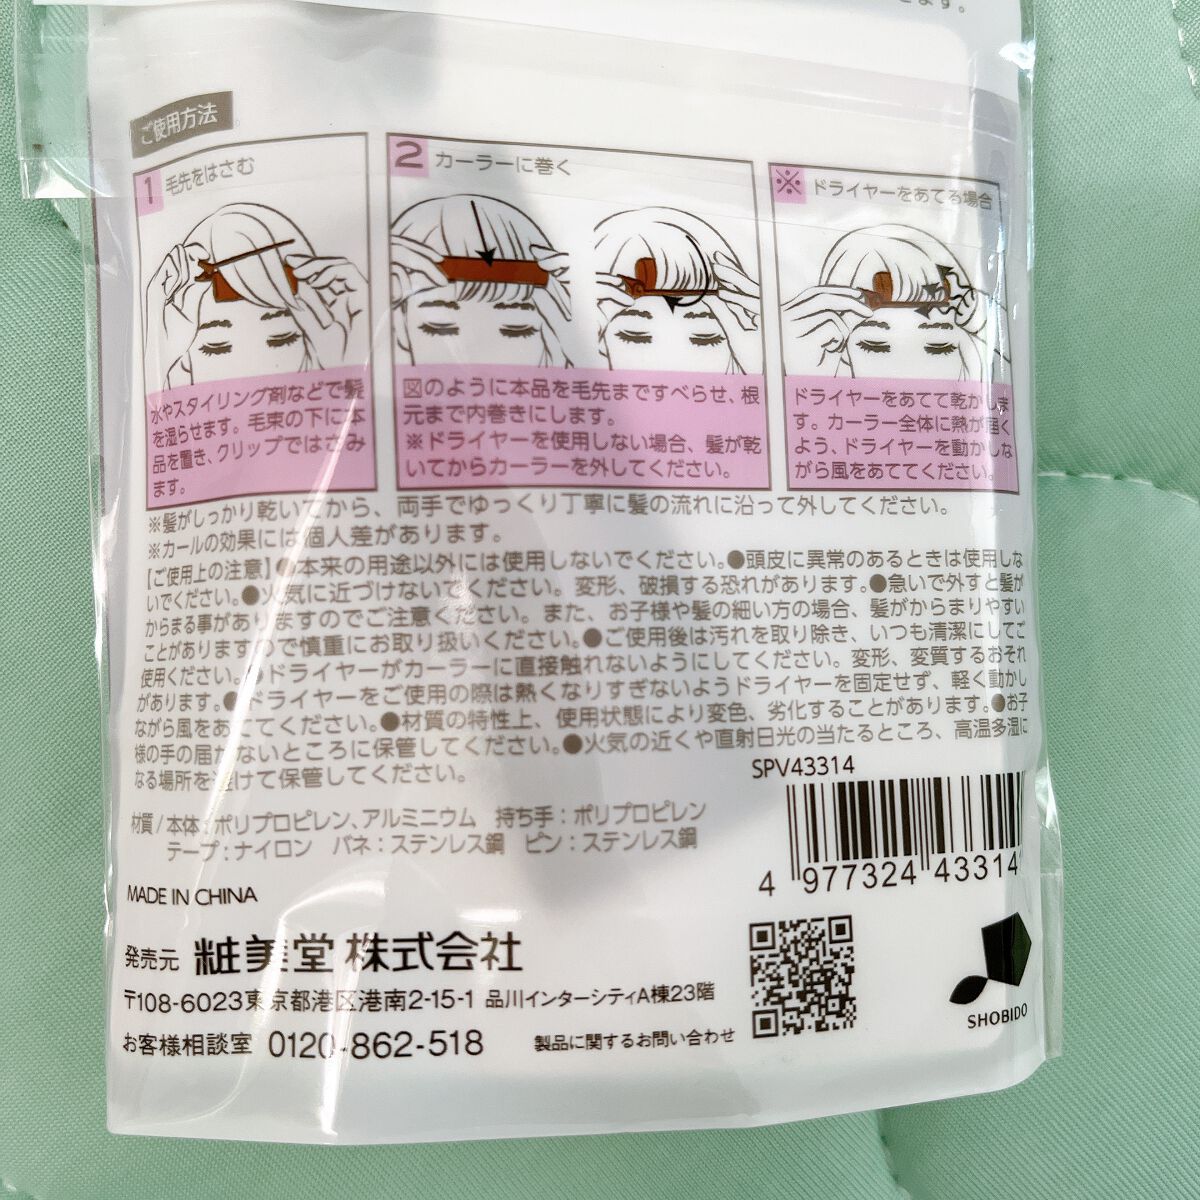 ご使用方法
1 毛先をはさむ
水やスタイリング剤などで髪
を湿らせます。毛束の下に本
品を置き、クリップではさみ
ます。
2 カーラーに巻く
図のように本品を毛先まですべらせ、根
元まで内巻きにします。
※ドライヤーを使用しない場合、髪が乾
いてからカーラーを外してください。
※ ドライヤーをあてる場合
ドライヤーをあてて乾かしま
す。カーラー全体に熱が届く
よう、ドライヤーを動かしな
がら風をあててください。
※髪がしっかり乾いてから、両手でゆっくり丁寧に髪の流れに沿って外してください。
※カールの効果には個人差があります。
【ご使用上の注意】●本来の用途以外には使用しないでください。●頭皮に異常のあるときは使用しな
いでください。●火気に近づけないでください。変形、破損する恐れがあります。●急いで外すと髪が
からまる事がありますのでご注意ください。また、お子様や髪の細い方の場合、髪がからまりやすい
ことがありますので慎重にお取り扱いください。●ご使用後は汚れを取り除き、いつも清潔にしてご
使用ください。●ドライヤーがカーラーに直接触れないようにしてください。変形、変質するおそれ
があります。●ドライヤーをご使用の際は熱くなりすぎないようドライヤーを固定せず、軽く動かし
ながら風をあててください。●材質の特性上、使用状態により変色、劣化することがあります。●お子
様の手の届かないところに保管してください。●火気の近くや直射日光の当たるところ、高温多湿に
なる場所を避けて保管してください。
SPV43314
材質/本体:ポリプロピレン、アルミニウム 持ち手:ポリプロピレン
テープ:ナイロン バネ:ステンレス鋼 ピン:ステンレス鋼
4 977324 43314
MADE IN CHINA
発売元 粧美堂株式会社
〒108-6023東京都港区港南2-15-1 品川インターシティA棟23階
お客様相談室 0120-862-518 製品に関するお問い合わせ
SHOBIDO